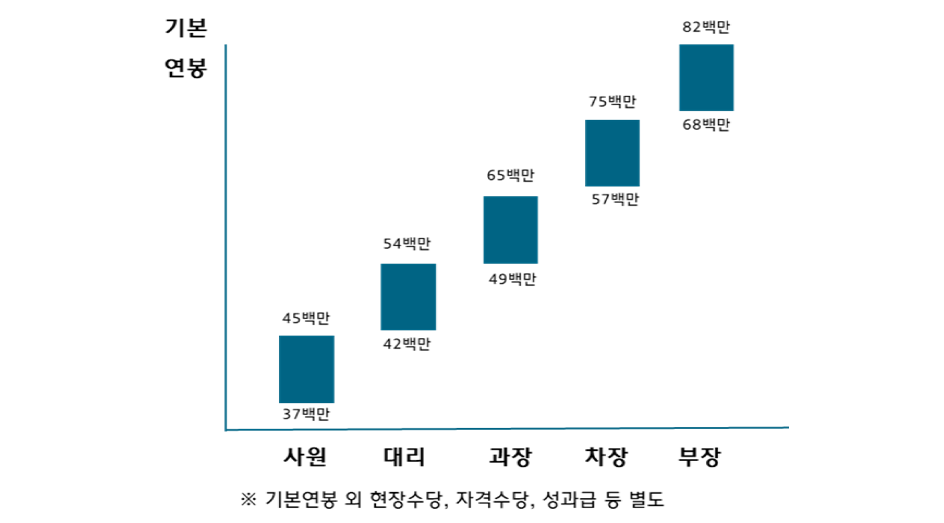 기본
연봉
82백만
68백만
75백만
57백만
65백만
49백만
54백만
42백만
45백만
37백만
사원 대리 과장 차장 부장
※ 기본연봉 외 현장수당, 자격수당, 성과급 등 별도